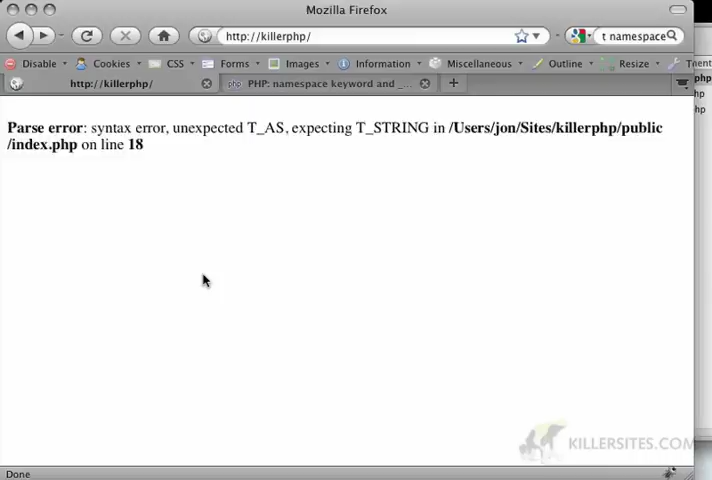 Mozilla Firefox
http://killerphp/
t namespace
Disable
Cookies
CSS
Forms
Images
Information
Miscellaneous
Outline
Resize
http://killerphp/
php PHP: namespace keyword and _...
Parse error: syntax error, unexpected T_AS, expecting T_STRING in /Users/jon/Sites/killerphp/public
/index.php on line 18
KILLERSITES.COM
Done